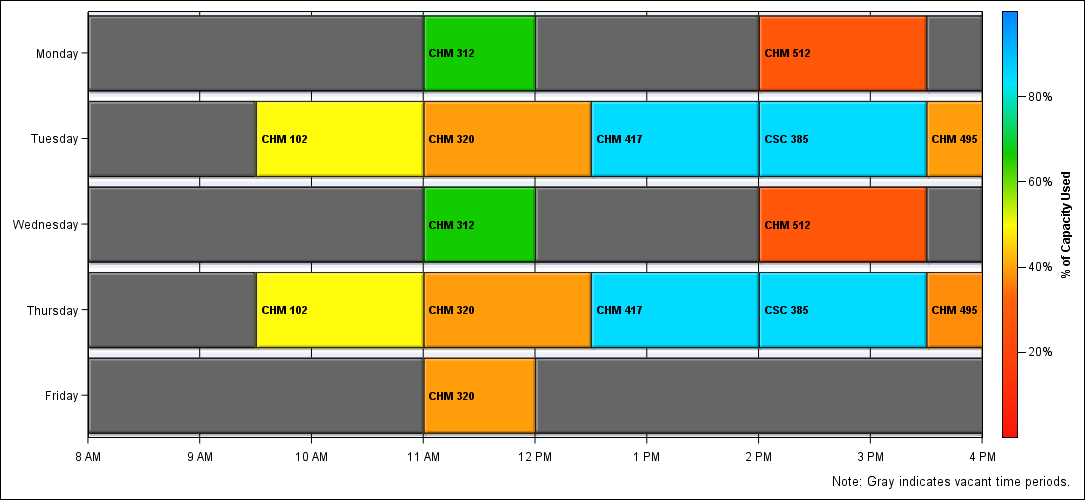 Monday
CHM 312
CHM 512
Tuesday
CHM 102
CHM 320
CHM 417
CSC 385
CHM 495
Wednesday
CHM 312
CHM 512
Thursday
CHM 102
CHM 320
CHM 417
CSC 385
CHM 495
Friday
CHM 320
8 AM
9 AM
10 AM
11 AM
12 PM
1 PM
2 PM
3 PM
4 PM
80%
60%
40%
20%
% of Capacity Used
Note: Gray indicates vacant time periods.